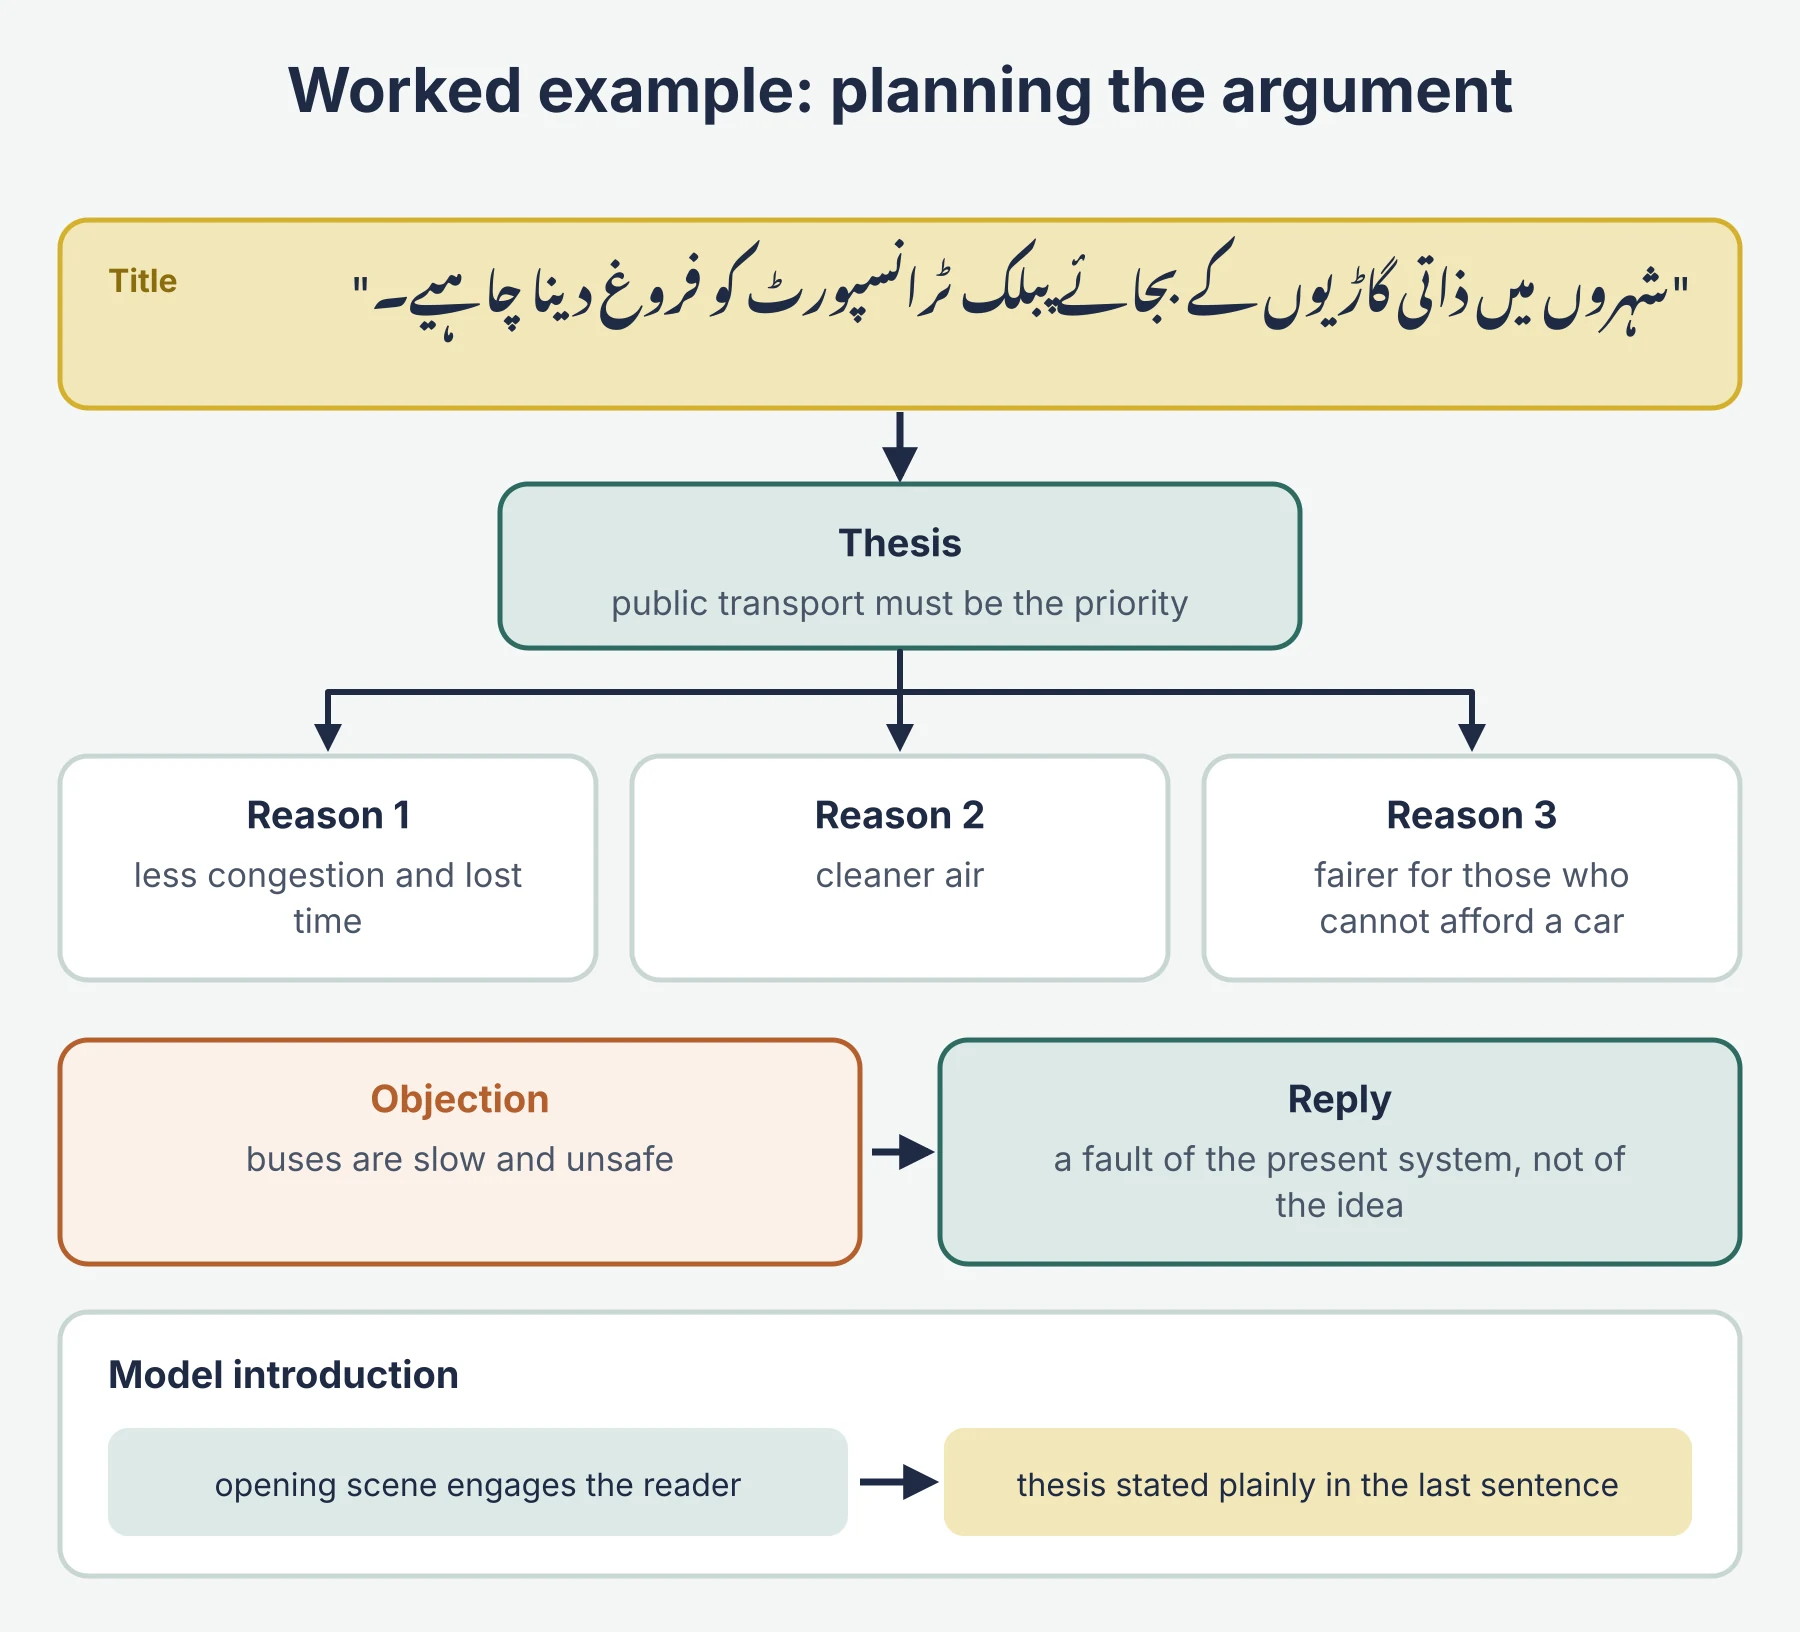 Worked example: planning the argument
Title
"شہروں میں ذاتی گاڑیوں کے بجائے پبلک ٹرانسپورٹ کو فروغ دینا چاہیے۔"
Thesis
public transport must be the priority
Reason 1
less congestion and lost
time
Reason 2
cleaner air
Reason 3
fairer for those who
cannot afford a car
Objection
buses are slow and unsafe
Reply
a fault of the present system, not of
the idea
Model introduction
opening scene engages the reader
thesis stated plainly in the last sentence